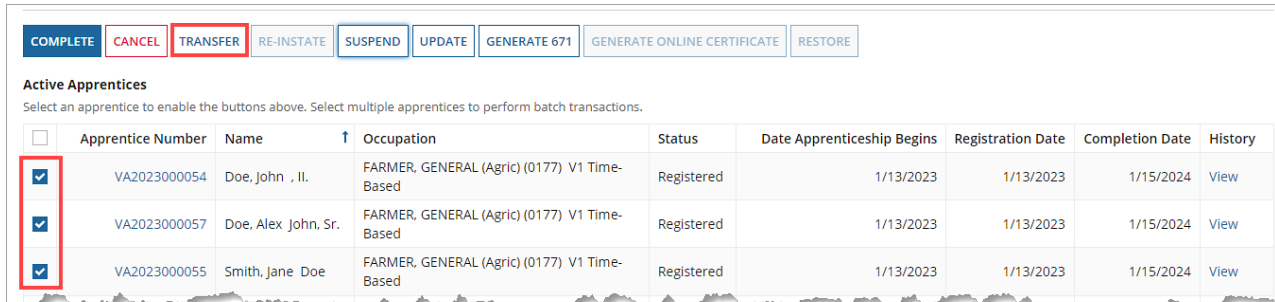 COMPLETE CANCEL TRANSFER RE-INSTATE SUSPEND UPDATE GENERATE 671 GENERATE ONLINE CERTIFICATE RESTORE
Active Apprentices
Select an apprentice to enable the buttons above. Select multiple apprentices to perform batch transactions.
Apprentice Number Name ↑ Occupation Status Date Apprenticeship Begins Registration Date Completion Date History
VA2023000054 Doe, John , II. FARMER, GENERAL (Agric) (0177) V1 Time-
Based Registered 1/13/2023 1/13/2023 1/15/2024 View
VA2023000057 Doe, Alex John, Sr. FARMER, GENERAL (Agric) (0177) V1 Time-
Based Registered 1/13/2023 1/13/2023 1/15/2024 View
VA2023000055 Smith, Jane Doe FARMER, GENERAL (Agric) (0177) V1 Time-
Based Registered 1/13/2023 1/13/2023 1/15/2024 View